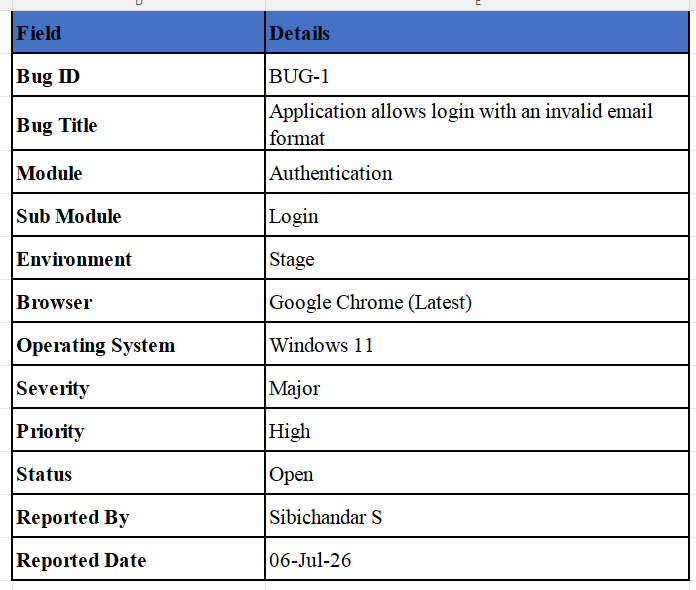 Field Details
Bug ID BUG-1
Bug Title Application allows login with an invalid email
format
Module Authentication
Sub Module Login
Environment Stage
Browser Google Chrome (Latest)
Operating System Windows 11
Severity Major
Priority High
Status Open
Reported By Sibichandar S
Reported Date 06-Jul-26